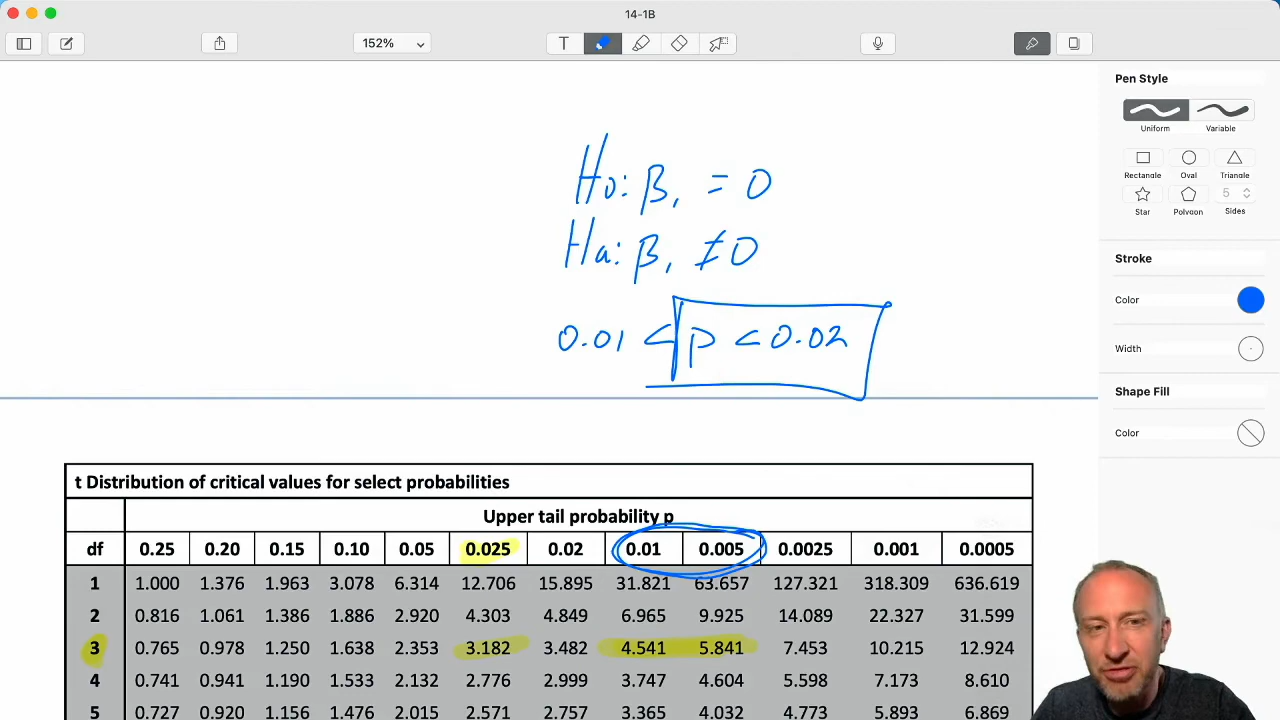 14-1B
152%
T
Pen Style
Uniform Variable
Rectangle Oval Triangle
Star Polygon 5 Sides
Stroke
Color
Width
Shape Fill
Color
Ho: β₁ = 0
Ha: β₁ ≠ 0
0.01 < p < 0.02
t Distribution of critical values for select probabilities
Upper tail probability p
df 0.25 0.20 0.15 0.10 0.05 0.025 0.02 0.01 0.005 0.0025 0.001 0.0005
1 1.000 1.376 1.963 3.078 6.314 12.706 15.895 31.821 63.657 127.321 318.309 636.619
2 0.816 1.061 1.386 1.886 2.920 4.303 4.849 6.965 9.925 14.089 22.327 31.599
3 0.765 0.978 1.250 1.638 2.353 3.182 3.482 4.541 5.841 7.453 10.215 12.924
4 0.741 0.941 1.190 1.533 2.132 2.776 2.999 3.747 4.604 5.598 7.173 8.610
5 0.727 0.920 1.156 1.476 2.015 2.571 2.757 3.365 4.032 4.773 5.893 6.869